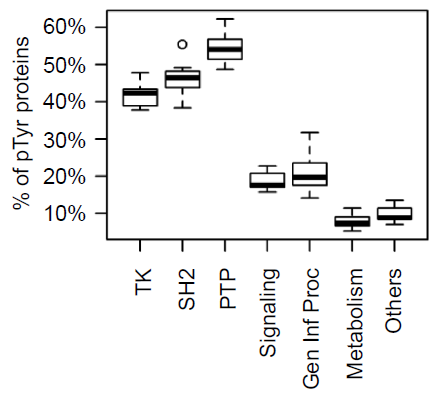 % of pTyr proteins
60%
50%
40%
30%
20%
10%
TK
SH2
PTP
Signaling
Gen Inf Proc
Metabolism
Others